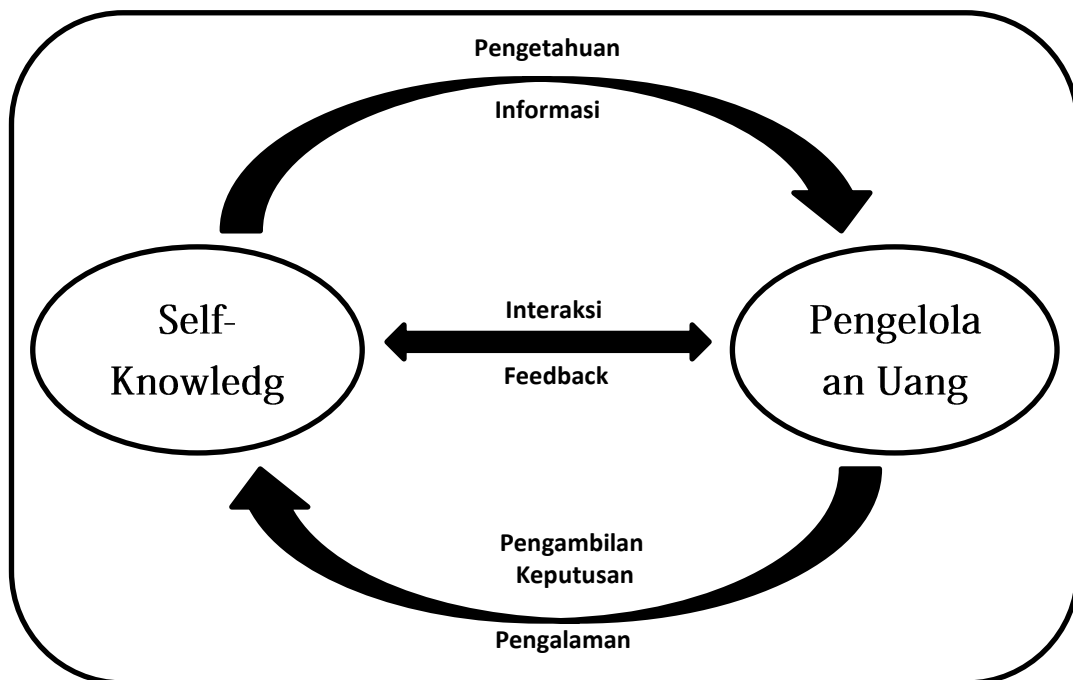 Pengetahuan
Informasi
Self-
Knowledg
Interaksi
Feedback
Pengelola
an Uang
Pengambilan
Keputusan
Pengalaman